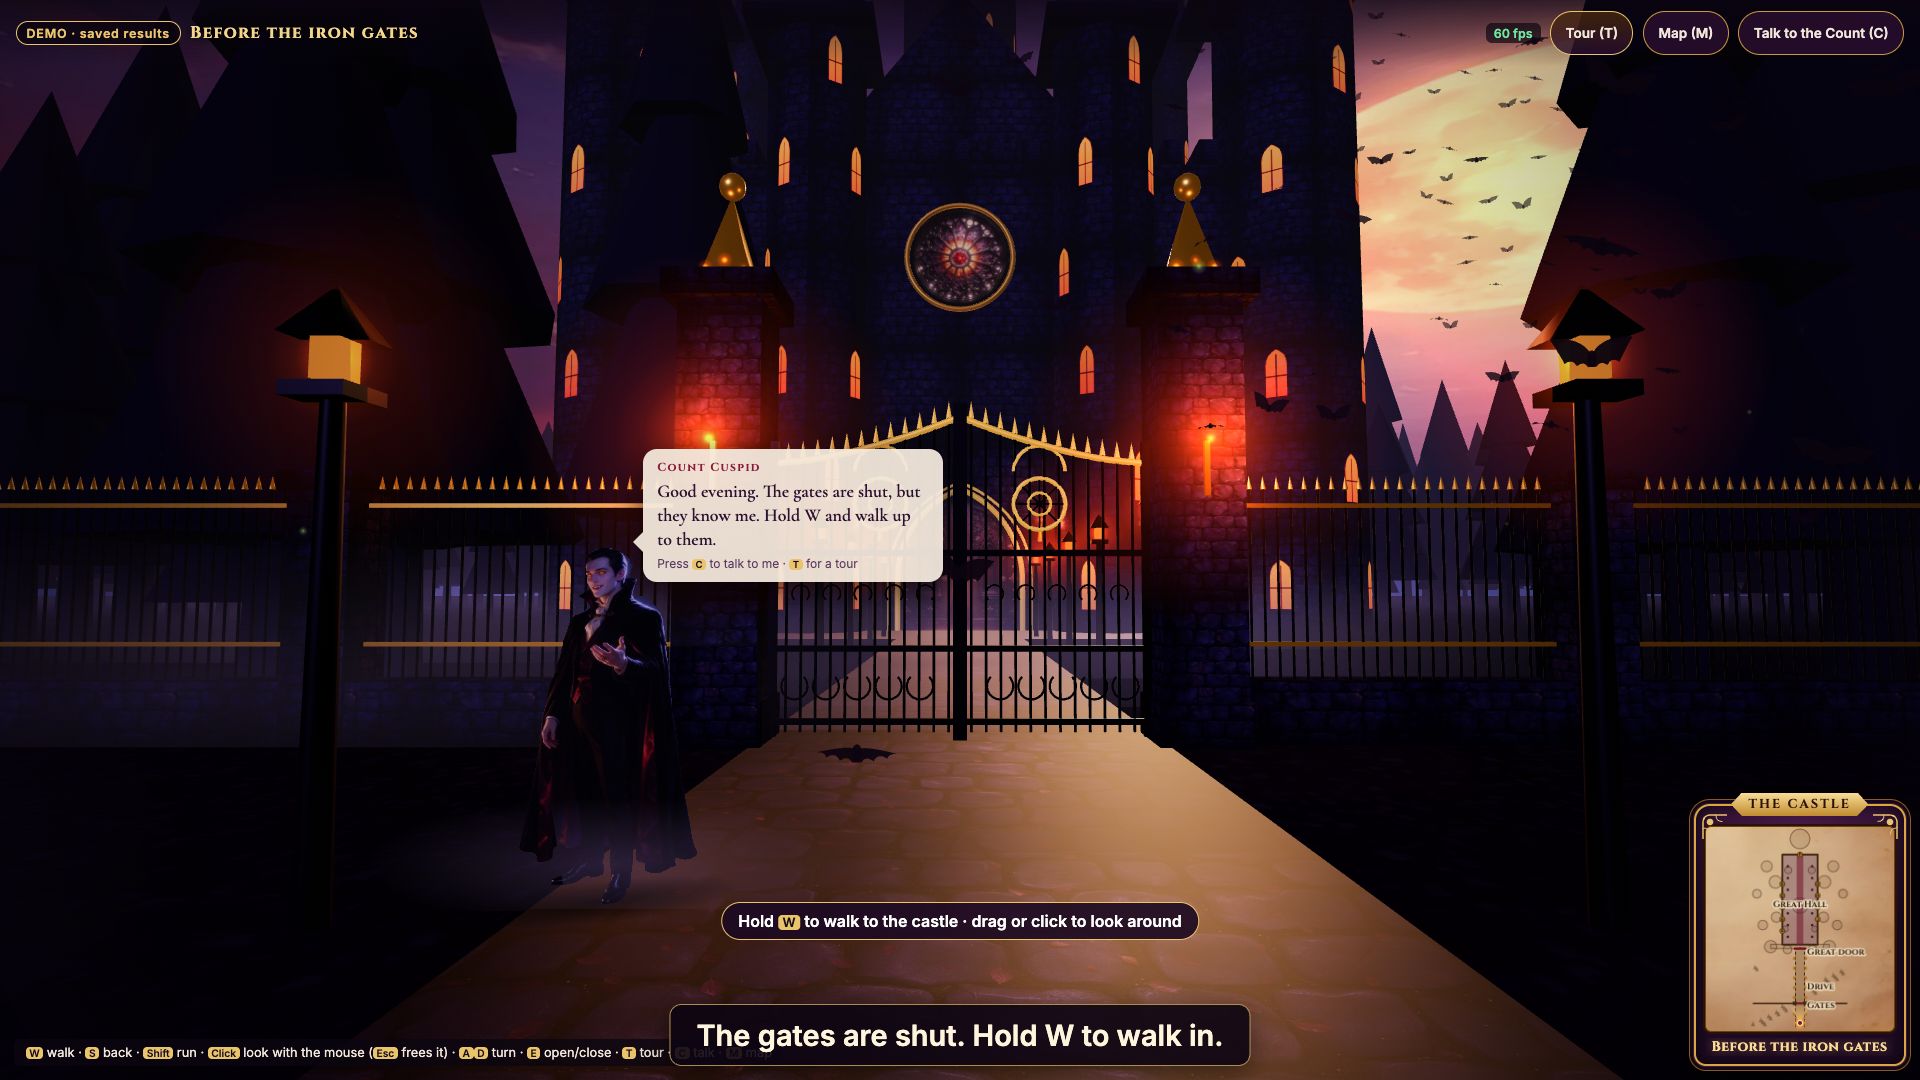 DEMO · saved results
Before the iron gates
60 fps
Tour (T)
Map (M)
Talk to the Count (C)
Count Cuspid
Good evening. The gates are shut, but
they know me. Hold W and walk up
to them.
Press C to talk to me · T for a tour
Hold W to walk to the castle · drag or click to look around
The castle
Great Hall
Great door
Drive
Gates
Before the iron gates
The gates are shut. Hold W to walk in.
W walk · S back · Shift run · Click look with the mouse (Esc frees it) · A D turn · E open/close · T tour · C talk · M map